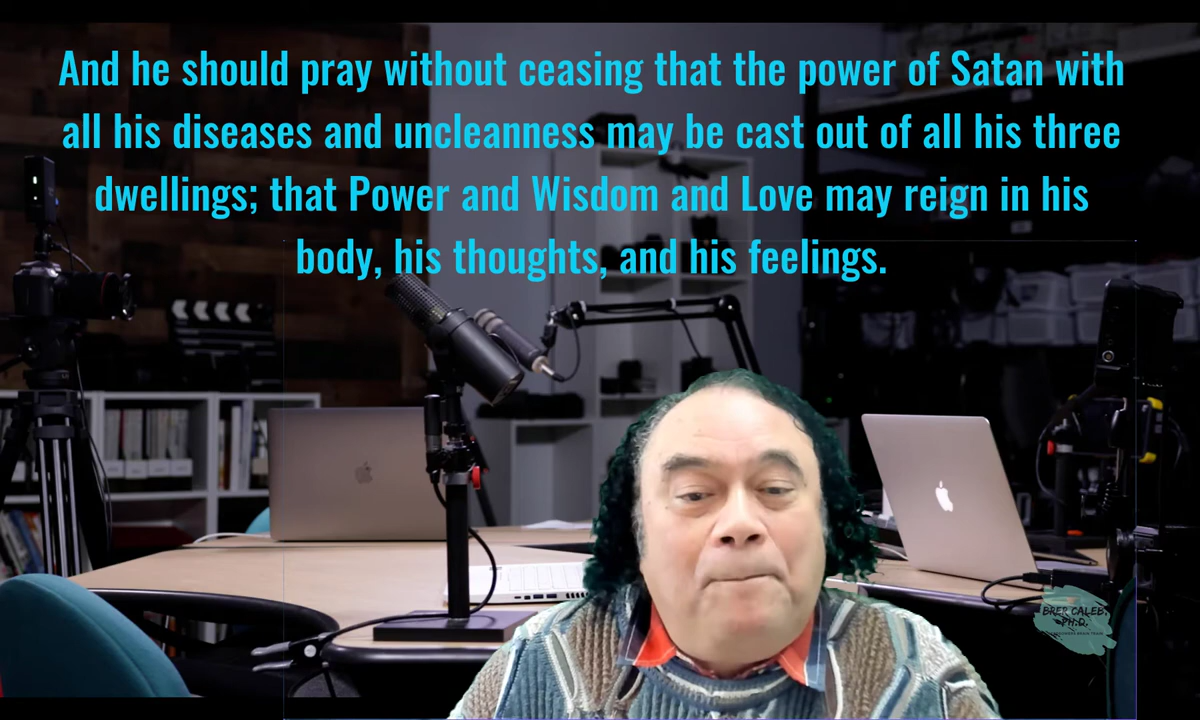 And he should pray without ceasing that the power of Satan with
all his diseases and uncleanness may be cast out of all his three
dwellings; that Power and Wisdom and Love may reign in his
body, his thoughts, and his feelings.
BRER CALEB,
PH.D.